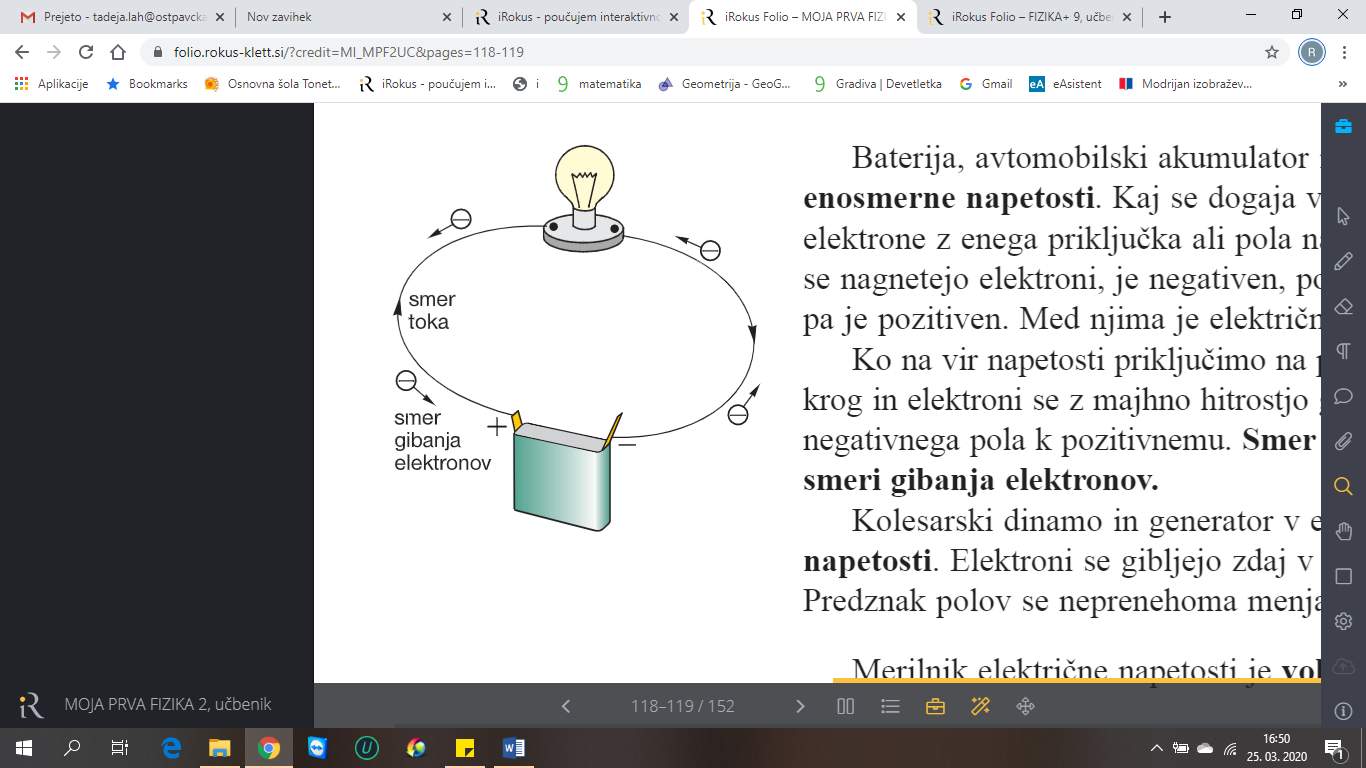 Prejeto - tadeja.lah@ostpavcka
Nov zavihek
iRokus - poučujem interaktivno
iRokus Folio – MOJA PRVA FIZI
iRokus Folio – FIZIKA+ 9, učbe
folio.rokus-klett.si/?credit=MI_MPF2UC&pages=118-119
R
Aplikacije
Bookmarks
Osnovna šola Tonet...
iRokus - poučujem i...
i
matematika
Geometrija - GeoG...
Gradiva | Devetletka
Gmail
eA
eAsistent
Modrijan izobražev...
»
smer
toka
smer
gibanja
elektronov
+
−
Baterija, avtomobilski akumulator
enosmerne napetosti. Kaj se dogaja v
elektrone z enega priključka ali pola
se nagnetejo elektroni, je negativen,
pa je pozitiven. Med njima je električn
Ko na vir napetosti priključimo na
krog in elektroni se z majhno hitrostjo
negativnega pola k pozitivnemu. Smer
smeri gibanja elektronov.
Kolesarski dinamo in generator v
napetosti. Elektroni se gibljejo zdaj v
Predznak polov se neprenehoma menja
Merilnik električne napetosti je vol
iR
MOJA PRVA FIZIKA 2, učbenik
118–119 / 152
16:50
25. 03. 2020
1